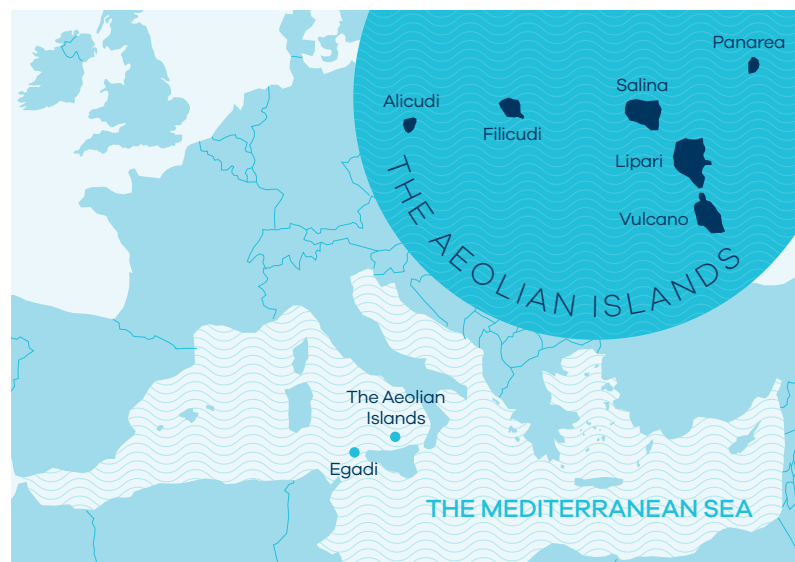 Panarea
Salina
Alicudi
Filicudi
Lipari
Vulcano
THE AEOLIAN ISLANDS
The Aeolian
Islands
Egadi
THE MEDITERRANEAN SEA